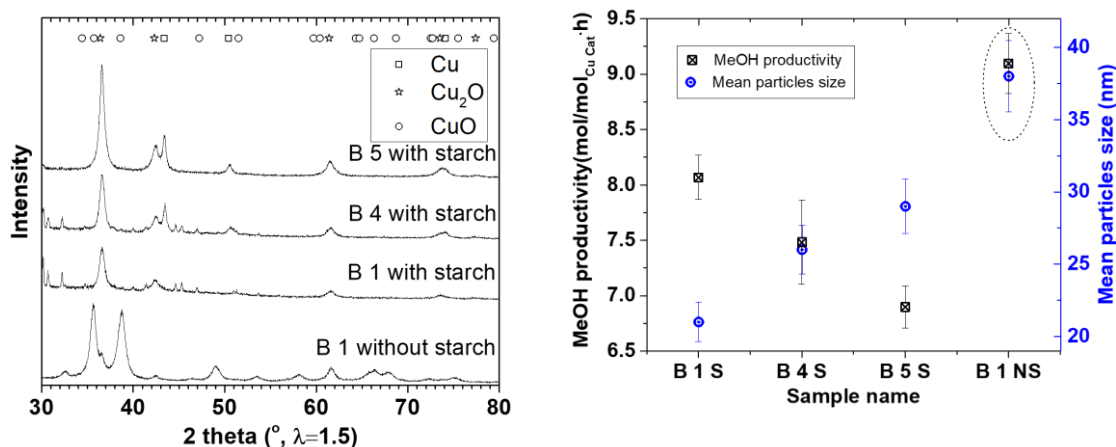 Cu
Cu2O
CuO
B 5 with starch
B 4 with starch
B 1 with starch
B 1 without starch
Intensity
30 40 50 60 70 80
2 theta (°, λ=1.5)
MeOH productivity
Mean particles size
MeOH productivity(mol/molCu Cat·h)
9.5
9.0
8.5
8.0
7.5
7.0
6.5
40
35
30
25
20
Mean particles size (nm)
B 1 S B 4 S B 5 S B 1 NS
Sample name